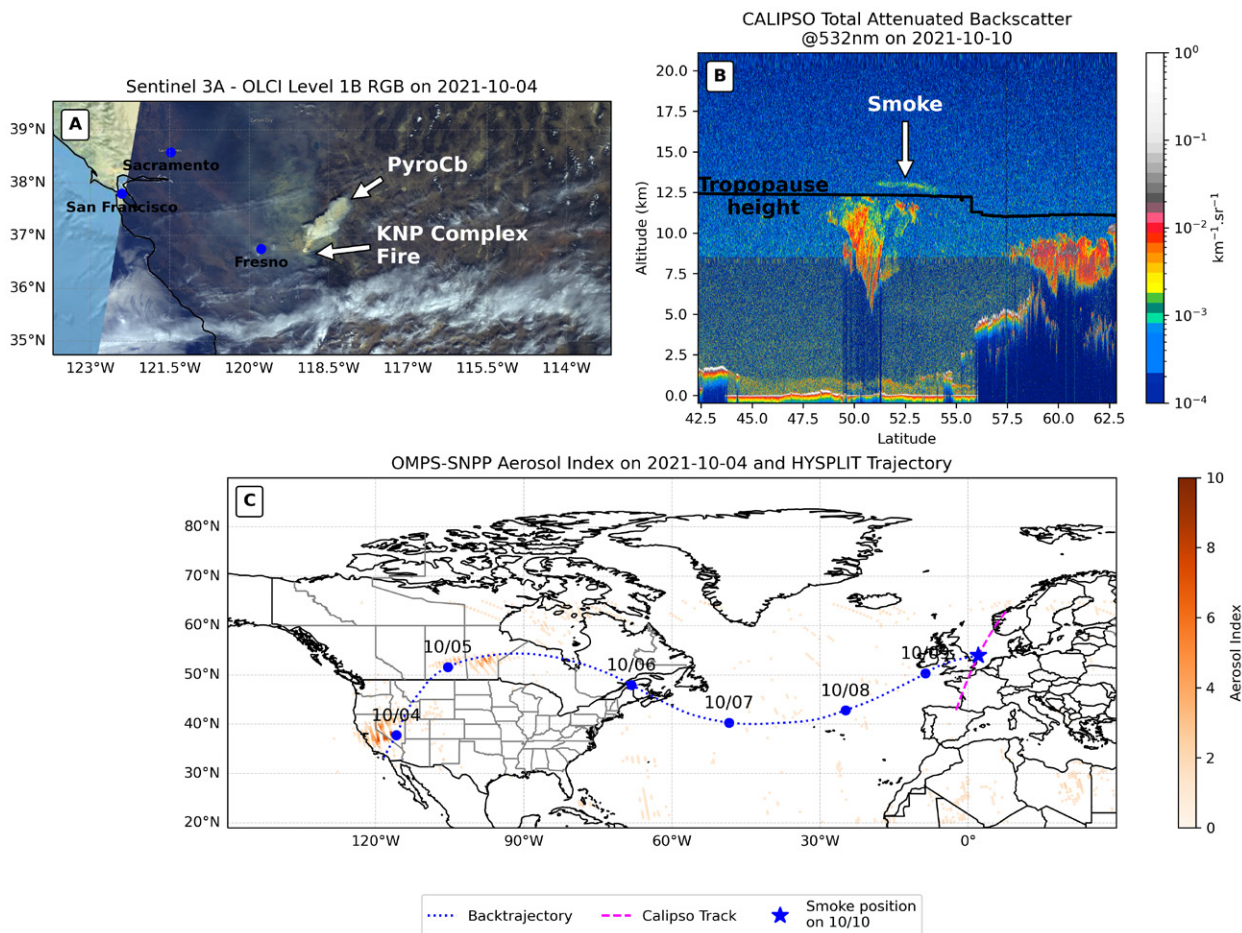 Sentinel 3A - OLCI Level 1B RGB on 2021-10-04
A
39°N
38°N
37°N
36°N
35°N
123°W
121.5°W
120°W
118.5°W
117°W
115.5°W
114°W
Sacramento
San Francisco
Fresno
PyroCb
KNP Complex
Fire
CALIPSO Total Attenuated Backscatter
@532nm on 2021-10-10
B
Smoke
Tropopause
height
Altitude (km)
20.0
17.5
15.0
12.5
10.0
7.5
5.0
2.5
0.0
42.5
45.0
47.5
50.0
52.5
55.0
57.5
60.0
62.5
Latitude
10⁰
10⁻¹
10⁻²
10⁻³
10⁻⁴
km⁻¹.sr⁻¹
OMPS-SNPP Aerosol Index on 2021-10-04 and HYSPLIT Trajectory
C
80°N
70°N
60°N
50°N
40°N
30°N
20°N
120°W
90°W
60°W
30°W
0°
10/04
10/05
10/06
10/07
10/08
10/09
10
8
6
4
2
0
Aerosol Index
Backtrajectory
Calipso Track
Smoke position
on 10/10